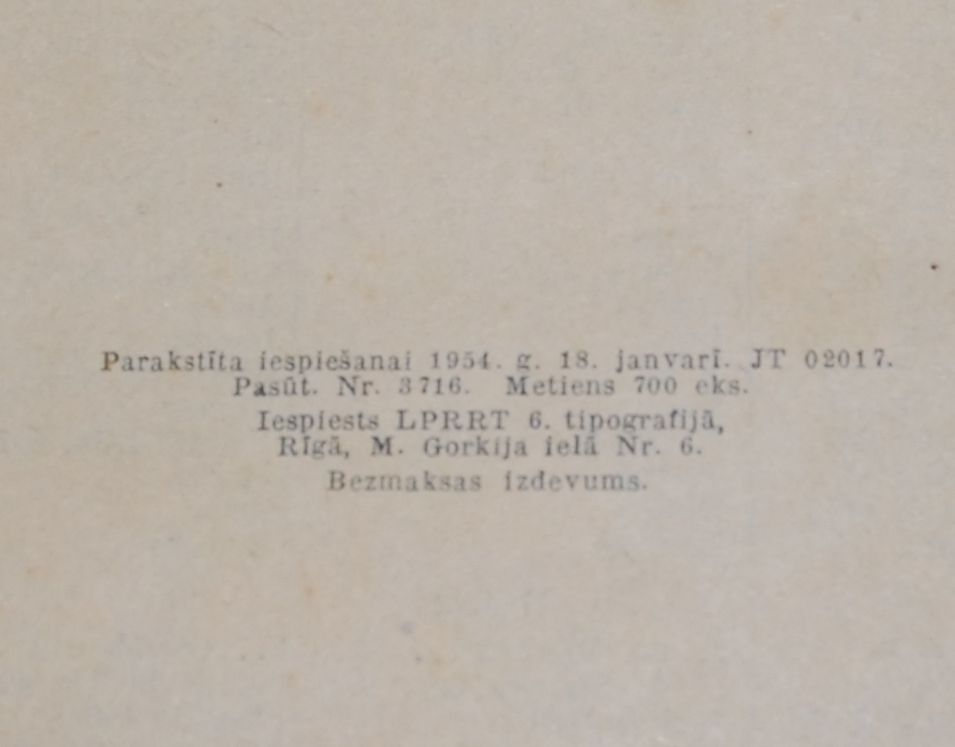 Parakstīta iespiešanai 1954. g. 18. janvarī. JT 02017.
Pasūt. Nr. 3716. Metiens 700 eks.
Iespiests LPRRT 6. tipografijā,
Rīgā, M. Gorkija ielā Nr. 6.
Bezmaksas izdevums.